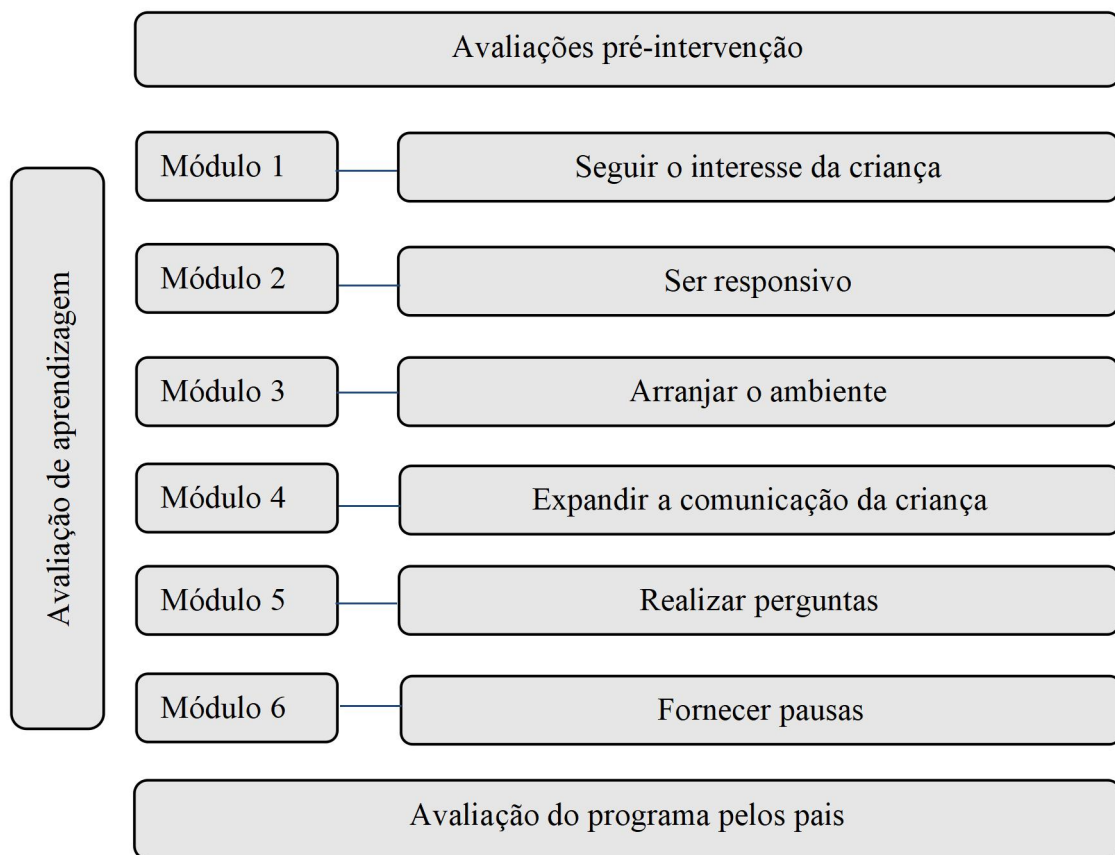 Avaliações pré-intervenção
Avaliação de aprendizagem
Módulo 1
Seguir o interesse da criança
Módulo 2
Ser responsivo
Módulo 3
Arranjar o ambiente
Módulo 4
Expandir a comunicação da criança
Módulo 5
Realizar perguntas
Módulo 6
Fornecer pausas
Avaliação do programa pelos pais